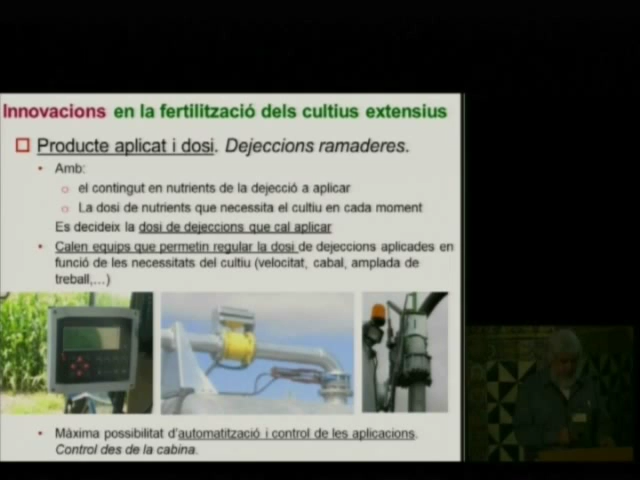 Innovacions en la fertilització dels cultius extensius
Producte aplicat i dosi. Dejeccions ramaderes.
Amb:
el contingut en nutrients de la dejecció a aplicar
La dosi de nutrients que necessita el cultiu en cada moment
Es decideix la dosi de dejeccions que cal aplicar
Calen equips que permetin regular la dosi de dejeccions aplicades en
funció de les necessitats del cultiu (velocitat, cabal, amplada de
treball,...)
Màxima possibilitat d'automatització i control de les aplicacions.
Control des de la cabina.